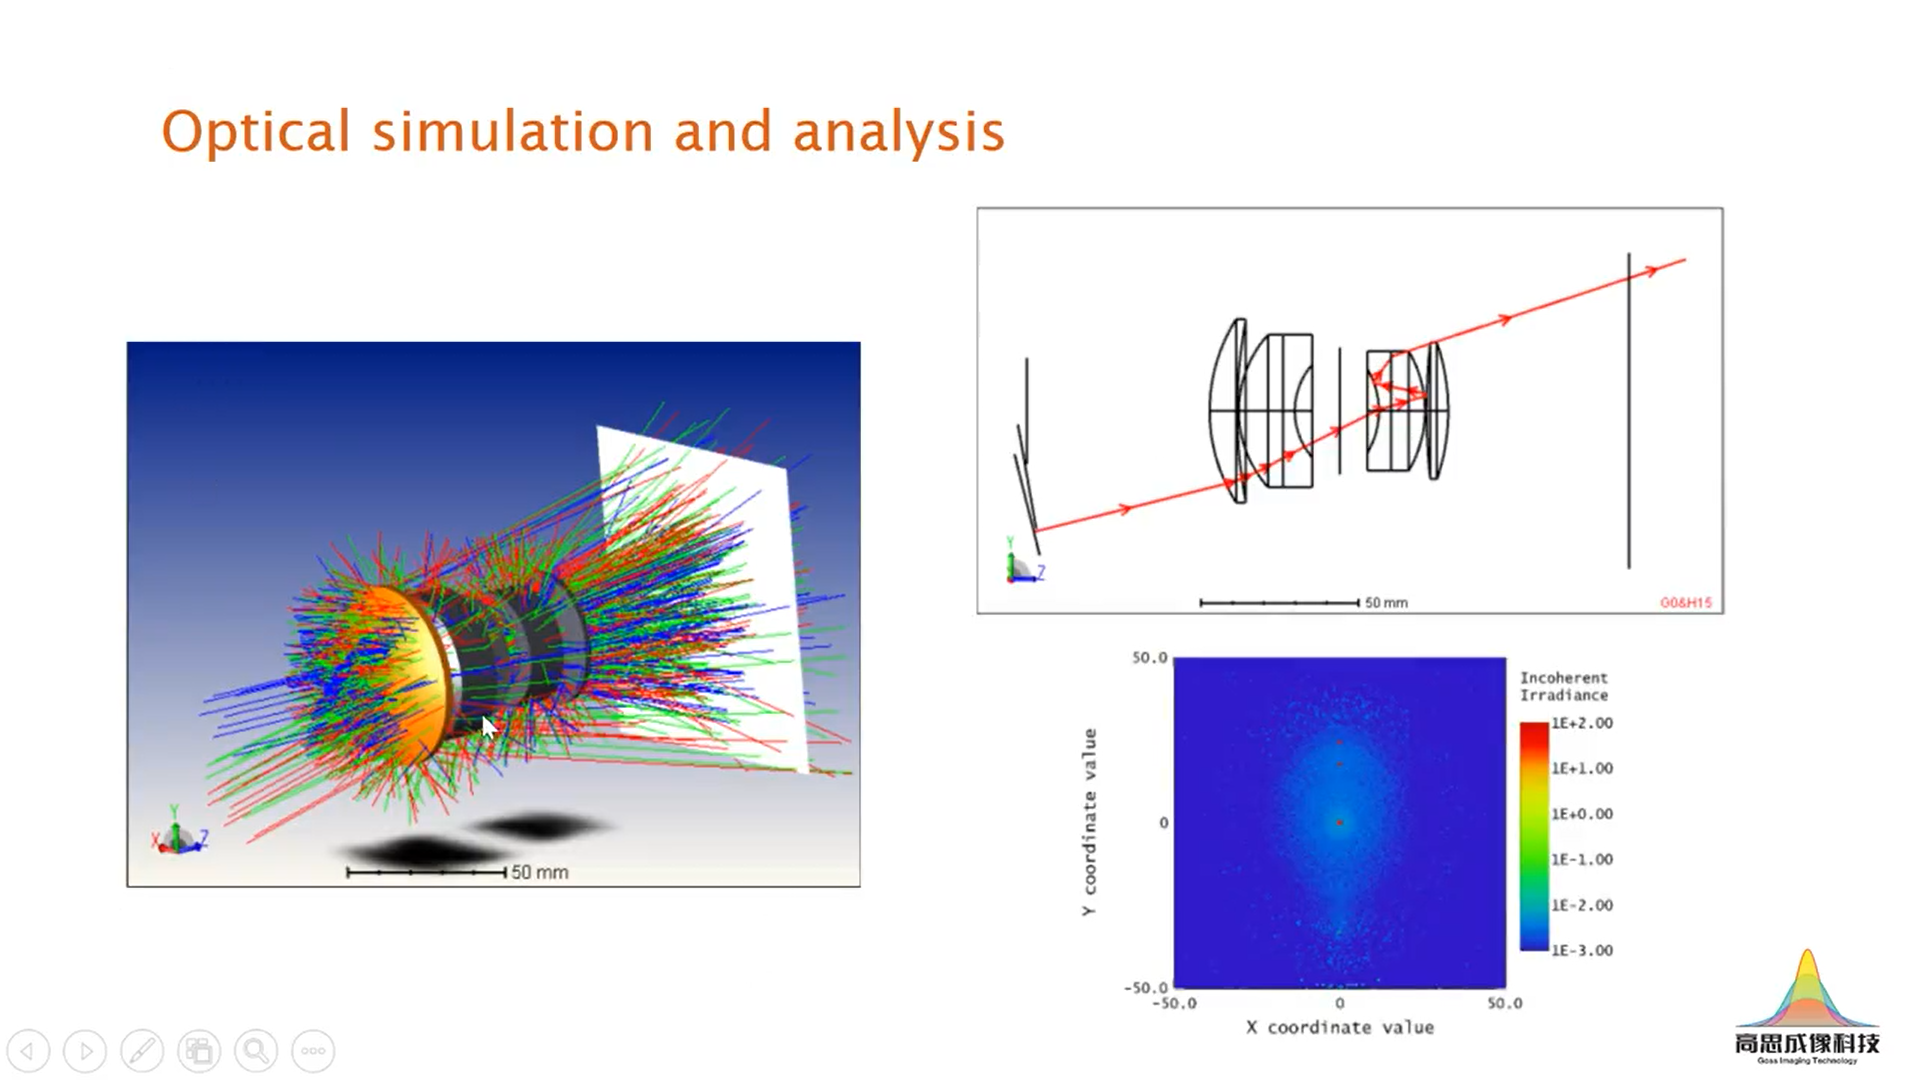 Optical simulation and analysis
X
Y
Z
50 mm
Y
Z
50 mm
G0&H15
Incoherent
Irradiance
1E+2.00
1E+1.00
1E+0.00
1E-1.00
1E-2.00
1E-3.00
50.0
0
-50.0
-50.0
0
50.0
Y coordinate value
X coordinate value
高思成像科技
Goss Imaging Technology